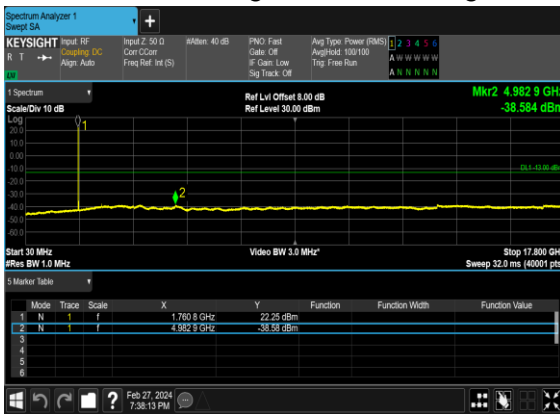 Spectrum Analyzer 1
Swept SA
+
KEYSIGHT Input: RF Input Z: 50 Ω #Atten: 40 dB PNO: Fast Avg Type: Power (RMS) 1 2 3 4 5 6
R T Coupling: DC Corr CCorr Gate: Off Avg|Hold: 100/100 A W W W W W
Align: Auto Freq Ref: Int (S) IF Gain: Low Trig: Free Run
LV Sig Track: Off A N N N N N
1 Spectrum Ref Lvl Offset 8.00 dB Mkr2 4.982 9 GHz
Scale/Div 10 dB Ref Level 30.00 dBm -38.584 dBm
Log
20.0
10.0
0.00
-10.0
-20.0
-30.0
-40.0
-50.0
-60.0
1
2
DL1 -13.00 dBm
Start 30 MHz Video BW 3.0 MHz* Stop 17.800 GH
#Res BW 1.0 MHz Sweep 32.0 ms (40001 pts
5 Marker Table
Mode Trace Scale X Y Function Function Width Function Value
1 N 1 f 1.760 8 GHz 22.25 dBm
2 N 1 f 4.982 9 GHz -38.58 dBm
3
4
5
6
? Feb 27, 2024
7:38:13 PM